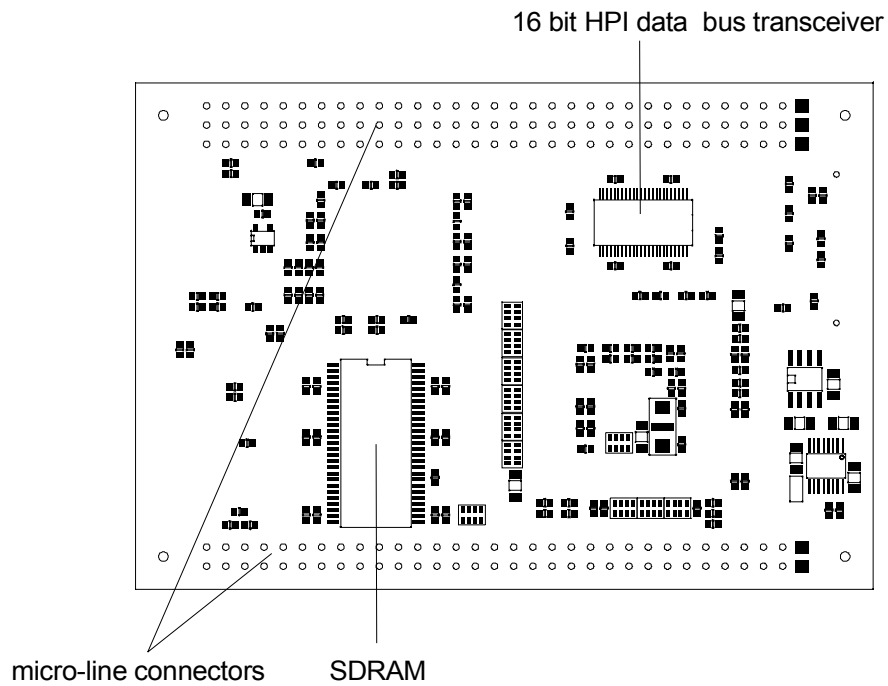 16 bit HPI data bus transceiver
micro-line connectors
SDRAM